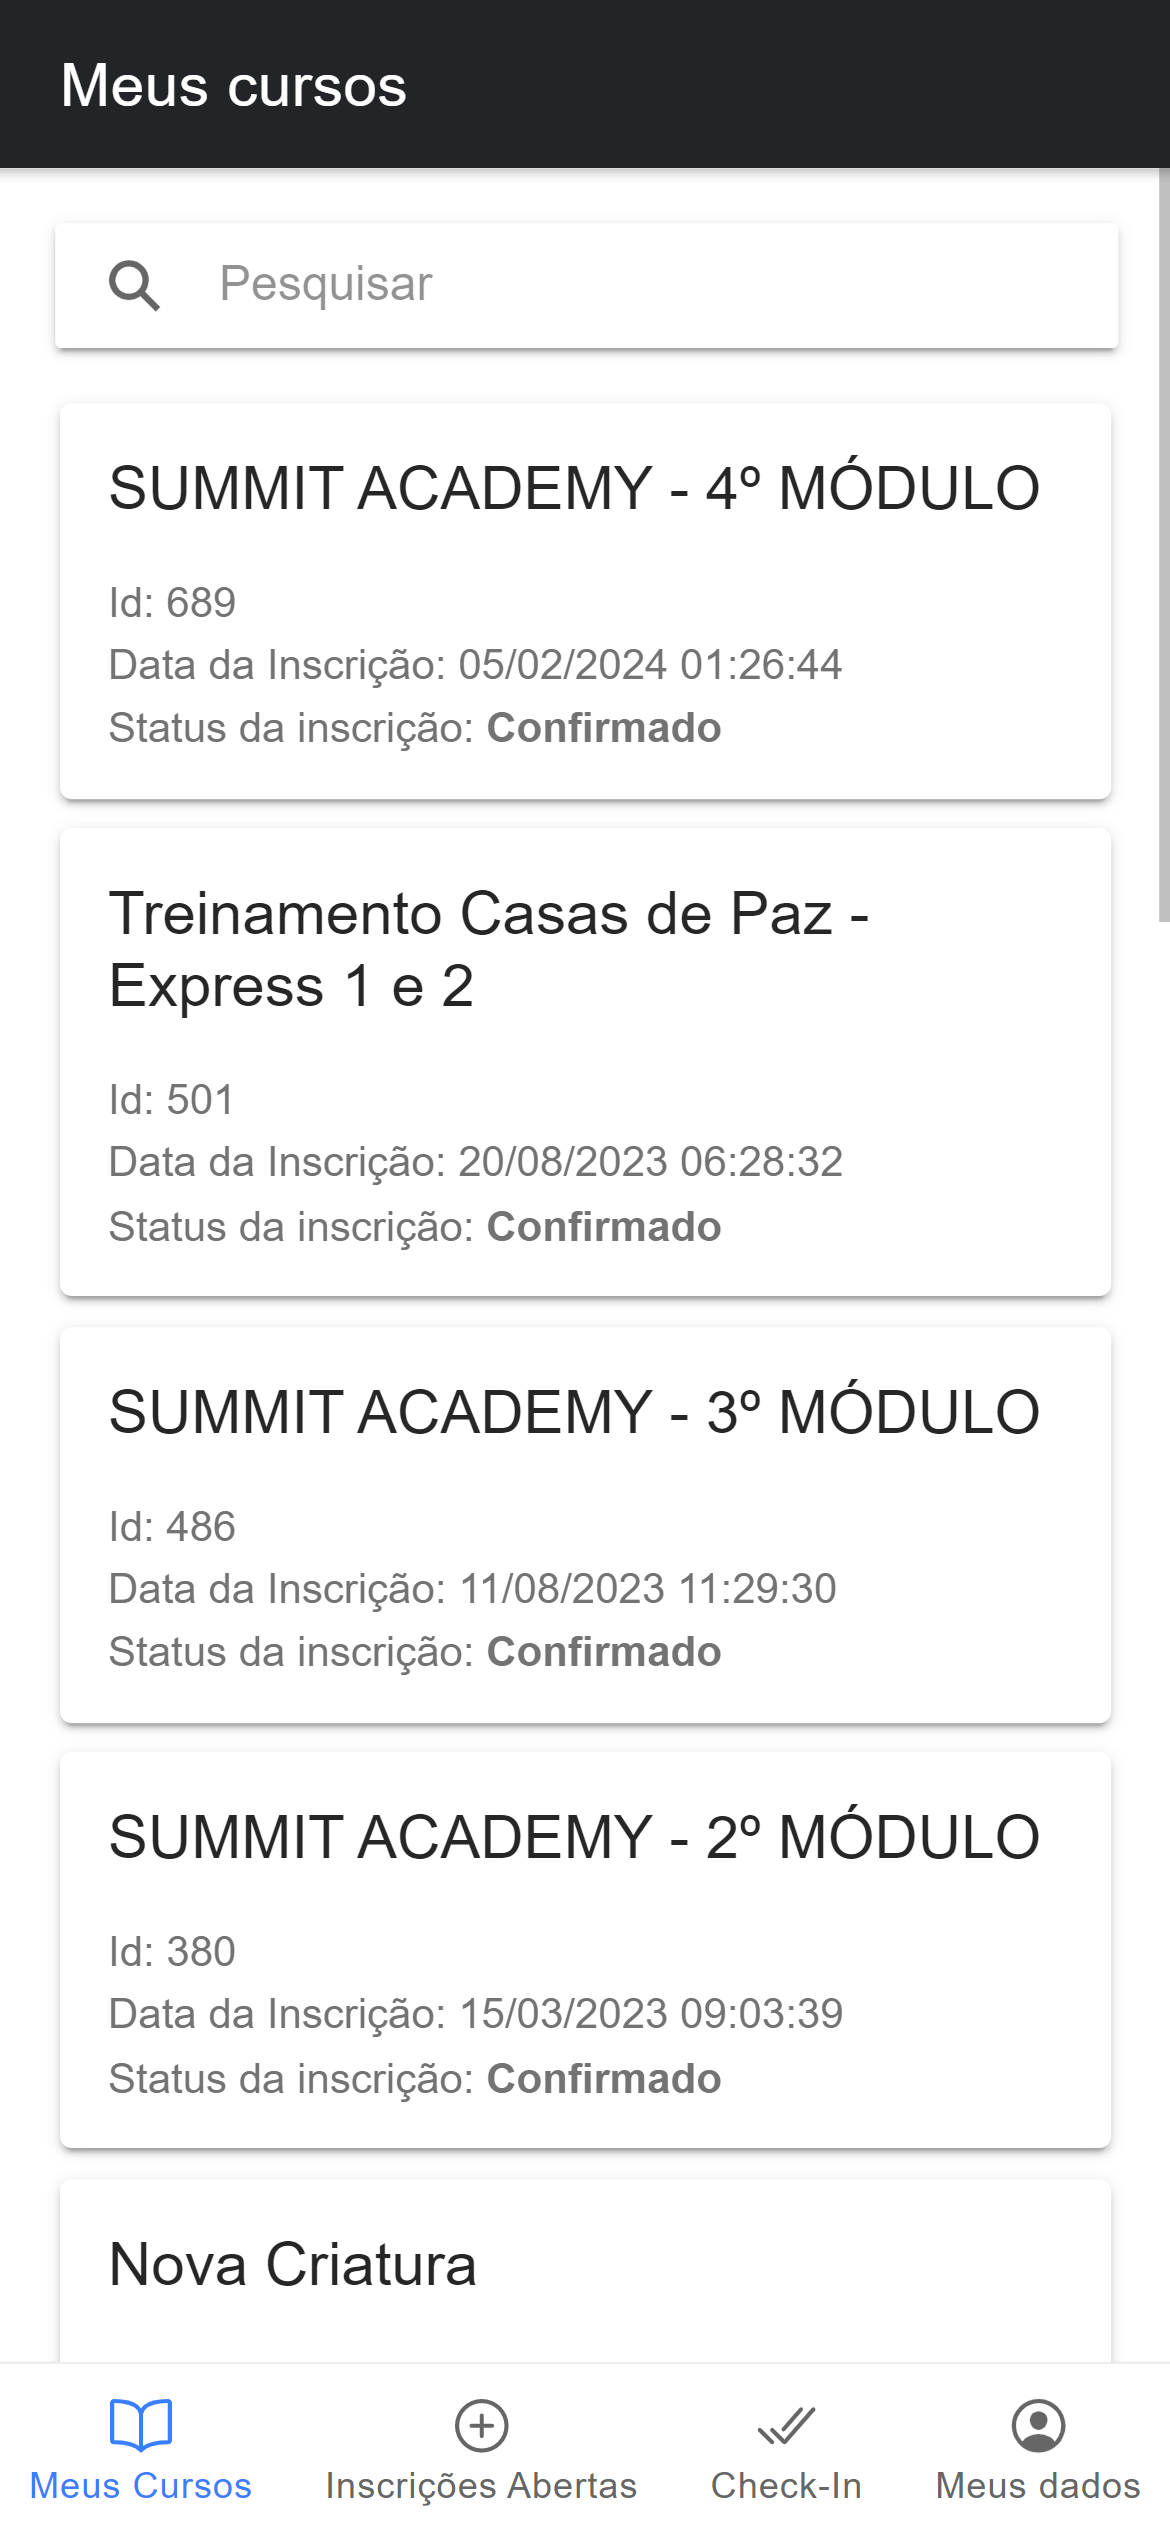 Meus cursos
Pesquisar
SUMMIT ACADEMY - 4º MÓDULO
Id: 689
Data da Inscrição: 05/02/2024 01:26:44
Status da inscrição: Confirmado
Treinamento Casas de Paz -
Express 1 e 2
Id: 501
Data da Inscrição: 20/08/2023 06:28:32
Status da inscrição: Confirmado
SUMMIT ACADEMY - 3º MÓDULO
Id: 486
Data da Inscrição: 11/08/2023 11:29:30
Status da inscrição: Confirmado
SUMMIT ACADEMY - 2º MÓDULO
Id: 380
Data da Inscrição: 15/03/2023 09:03:39
Status da inscrição: Confirmado
Nova Criatura
Meus Cursos
Inscrições Abertas
Check-In
Meus dados